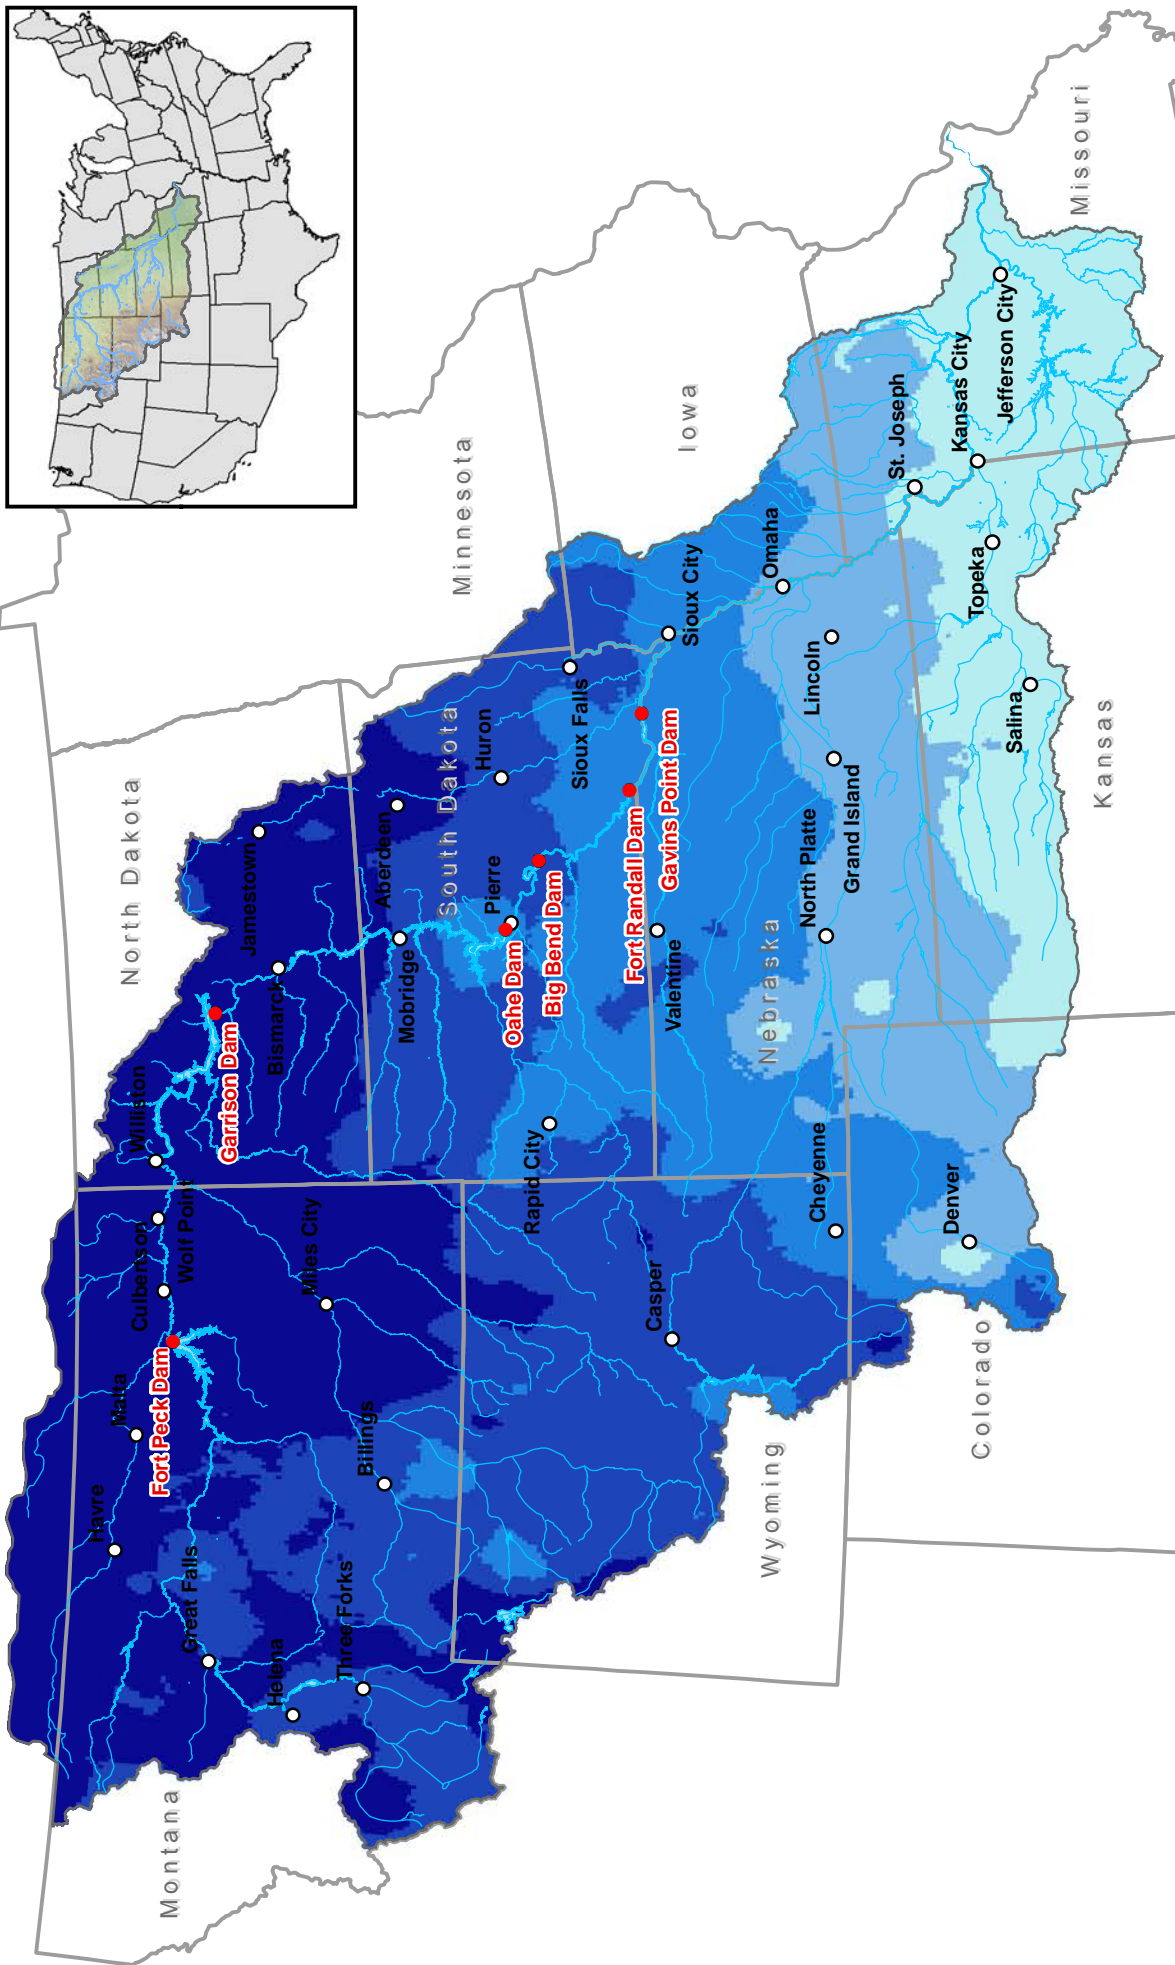 Montana
North Dakota
Minnesota
South Dakota
Iowa
Wyoming
Nebraska
Colorado
Kansas
Missouri
Havre
Malta
Culbertson
Wolf Point
Williston
Fort Peck Dam
Garrison Dam
Great Falls
Helena
Three Forks
Billings
Miles City
Bismarck
Jamestown
Mobridge
Aberdeen
Pierre
Huron
Oahe Dam
Big Bend Dam
Rapid City
Sioux Falls
Fort Randall Dam
Gavins Point Dam
Sioux City
Valentine
Casper
Cheyenne
North Platte
Grand Island
Lincoln
Omaha
Denver
St. Joseph
Kansas City
Jefferson City
Topeka
Salina